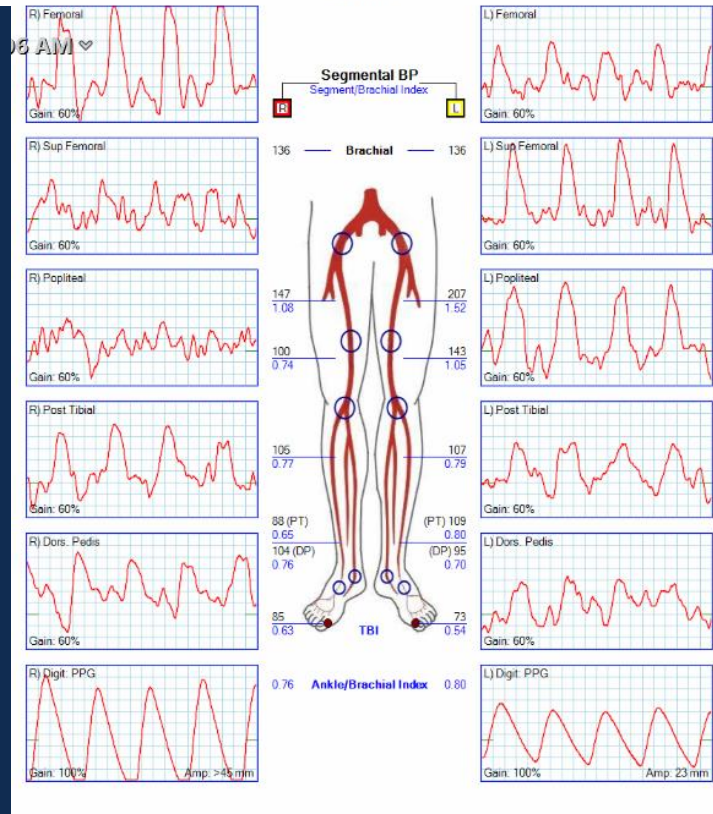 06 AM
R) Femoral
Gain: 60%
R) Sup Femoral
Gain: 60%
R) Popliteal
Gain: 60%
R) Post Tibial
Gain: 60%
R) Dors. Pedis
Gain: 60%
R) Digit: PPG
Gain: 100%
Amp: >45 mm
Segmental BP
Segment/Brachial Index
R
L
136 Brachial 136
147
1.08
207
1.52
100
0.74
143
1.05
105
0.77
107
0.79
88 (PT)
0.65
(PT) 109
0.80
104 (DP)
0.76
(DP) 95
0.70
85
0.63
TBI
73
0.54
0.76 Ankle/Brachial Index 0.80
L) Femoral
Gain: 60%
L) Sup Femoral
Gain: 60%
L) Popliteal
Gain: 60%
L) Post Tibial
Gain: 60%
L) Dors. Pedis
Gain: 60%
L) Digit: PPG
Gain: 100%
Amp: 23 mm